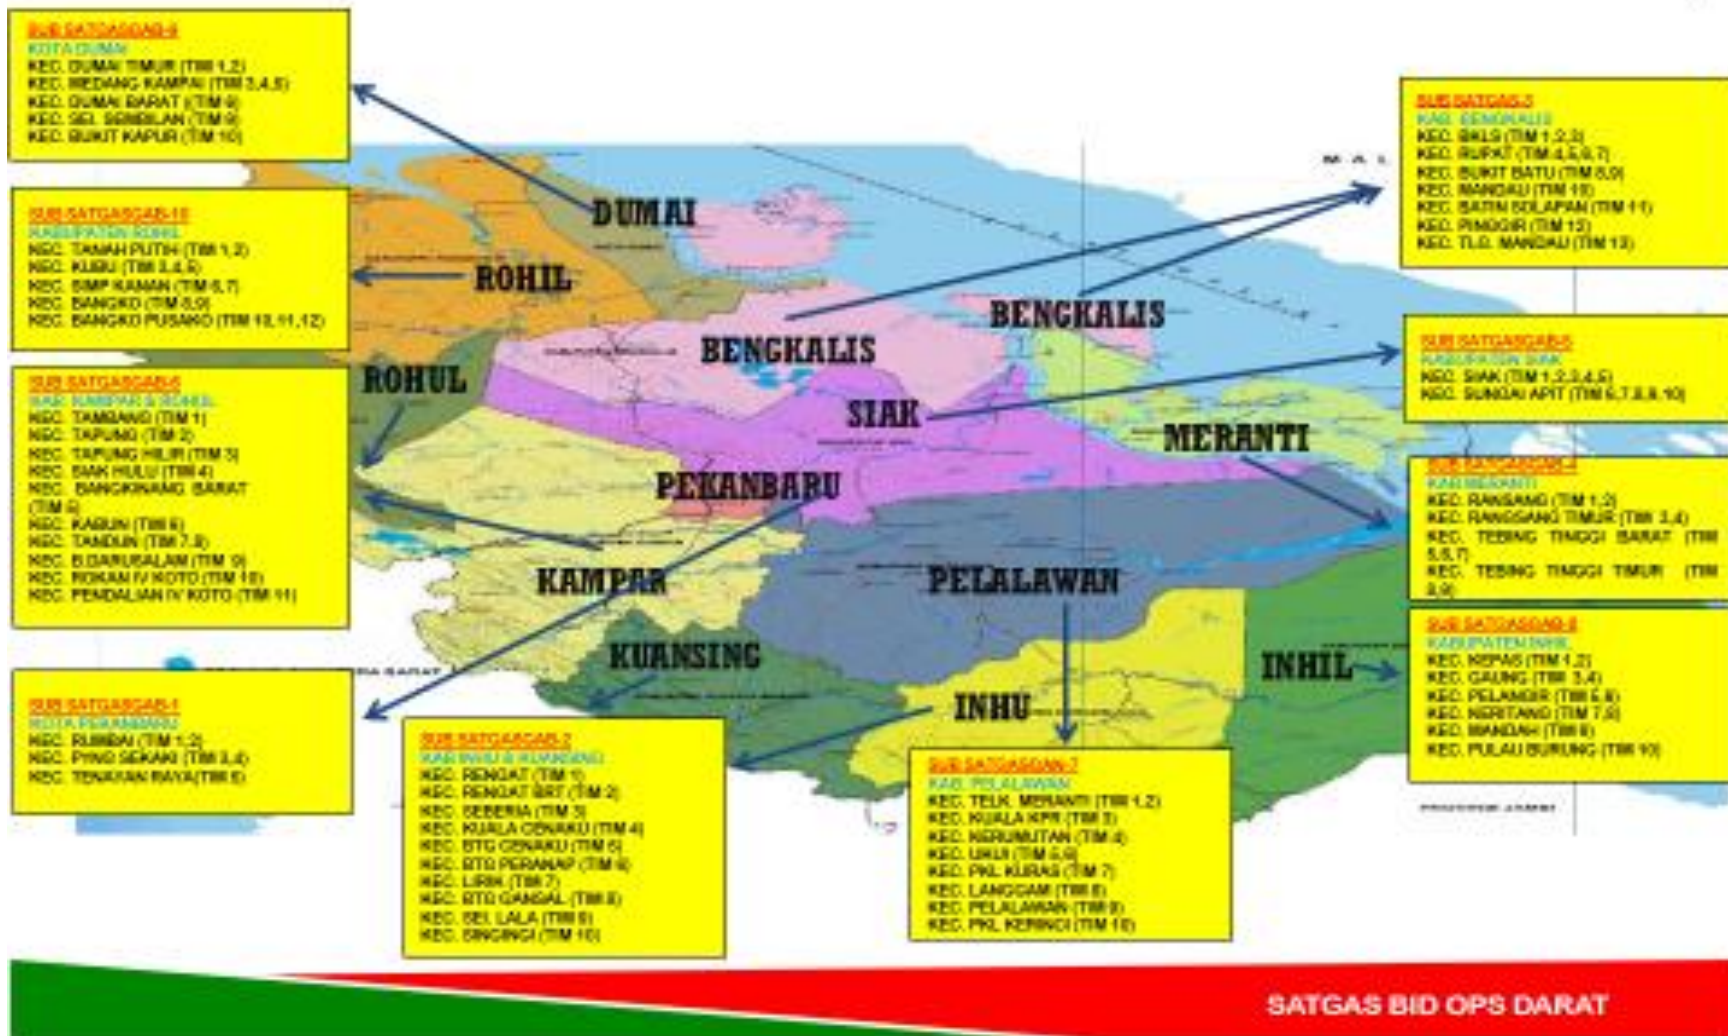 SUB SATGASGAB-9
KOTA DUMAI
KEC. DUMAI TIMUR (TIM 1,2)
KEC. MEDANG KAMPAI (TIM 3,4,5)
KEC. DUMAI BARAT
KEC. SEI. SEMBILAN
KEC. BUKIT KAPUR (TIM 10)
SUB SATGASGAB-10
KABUPATEN ROHIL
KEC. TANAH PUTIH (TIM 1,2)
KEC. KUBU (TIM 3,4,5)
KEC. SIMP KANAN (TIM 6,7)
KEC. BANGKO (TIM 8,9)
KEC. BANGKO PUSAKO (TIM 10,11,12)
SUB SATGASGAB-6
KAB. KAMPAR & ROHUL
KEC. TAMBANG (TIM 1)
KEC. TAPUNG (TIM 2)
KEC. TAPUNG HILIR (TIM 3)
KEC. SIAK HULU (TIM 4)
KEC. BANGKINANG BARAT
(TIM 5)
KEC. KABUN (TIM 6)
KEC. TANDUN (TIM 7,8)
KEC. B.DARUSALAM (TIM 9)
KEC. ROKAN IV KOTO (TIM 10)
KEC. PENDALIAN IV KOTO (TIM 11)
SUB SATGASGAB-1
KOTA PEKANBARU
KEC. RUMBAI (TIM 1,2)
KEC. PYNG SEKAKI (TIM 3,4)
KEC. TENAYAN RAYA(TIM 5)
DUMAI
ROHIL
ROHUL
BENGKALIS
BENGKALIS
SIAK
MERANTI
PEKANBARU
KAMPAR
PELALAWAN
KUANSING
INHU
INHIL
SUB SATGAS-3
KAB. BENGKALIS
KEC. BKLS (TIM 1,2,3)
KEC. RUPAT (TIM 4,5,6,7)
KEC. BUKIT BATU (TIM 8,9)
KEC. MANDAU (TIM 10)
KEC. BATIN SOLAPAN (TIM 11)
KEC. PINGGIR (TIM 12)
KEC. TLG. MANDAU (TIM 13)
SUB SATGASGAB-5
KABUPATEN SIAK
KEC. SIAK (TIM 1,2,3,4,5)
KEC. SUNGAI APIT (TIM 6,7,8,9,10)
SUB SATGASGAB-4
KAB MERANTI
KEC. RANSANG (TIM 1,2)
KEC. RANGSANG TIMUR (TIM 3,4)
KEC. TEBING TINGGI BARAT (TIM
5,6,7)
KEC. TEBING TINGGI TIMUR (TIM
8,9)
SUB SATGASGAB-8
KABUPATEN INHIL
KEC. KEPAS (TIM 1,2)
KEC. GAUNG (TIM 3,4)
KEC. PELANGIR (TIM 5,6)
KEC. KERITANG (TIM 7,8)
KEC. MANDAH (TIM 9)
KEC. PULAU BURUNG (TIM 10)
PROVINSI JAMBI
SUB SATGASGAB-2
KAB INHU & KUANSING
KEC. RENGAT (TIM 1)
KEC. RENGAT BRT (TIM 2)
KEC. SEBERIA (TIM 3)
KEC. KUALA CENAKU (TIM 4)
KEC. BTG CENAKU (TIM 5)
KEC. BTG PERANAP (TIM 6)
KEC. LIRIK (TIM 7)
KEC. BTG GANSAL (TIM 8)
KEC. SEI. LALA (TIM 9)
KEC. SINGINGI (TIM 10)
SUB SATGASGAN-7
KAB. PELALAWAN
KEC. TELK. MERANTI (TIM 1,2)
KEC. KUALA KPR (TIM 3)
KEC. KERUMUTAN (TIM 4)
KEC. UKUI (TIM 5,6)
KEC. PKL KURAS (TIM 7)
KEC. LANGGAM (TIM 8)
KEC. PELALAWAN (TIM 9)
KEC. PKL KERINCI (TIM 10)
SATGAS BID OPS DARAT